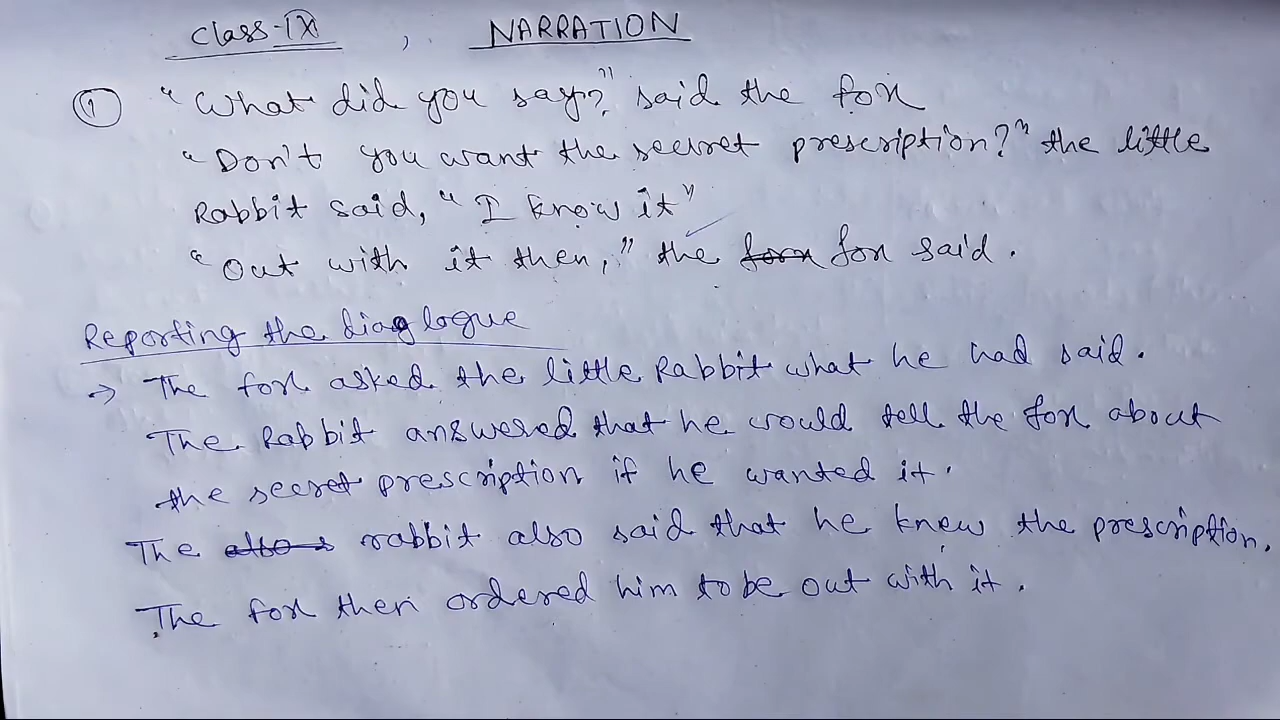 Class-IX , NARRATION
① "What did you say?" said the fox
"Don't you want the secret prescription?" the little
Rabbit said, "I know it"
"Out with it then," the fox said.
Reporting the dialogue
→ The fox asked the little Rabbit what he had said.
The Rabbit answered that he would tell the fox about
the secret prescription if he wanted it.
The rabbit also said that he knew the prescription.
The fox then ordered him to be out with it.